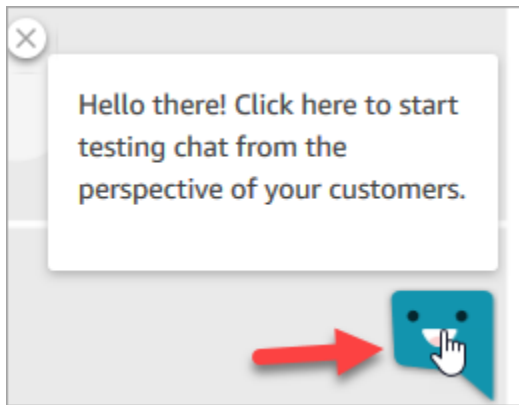 Hello there! Click here to start
testing chat from the
perspective of your customers.